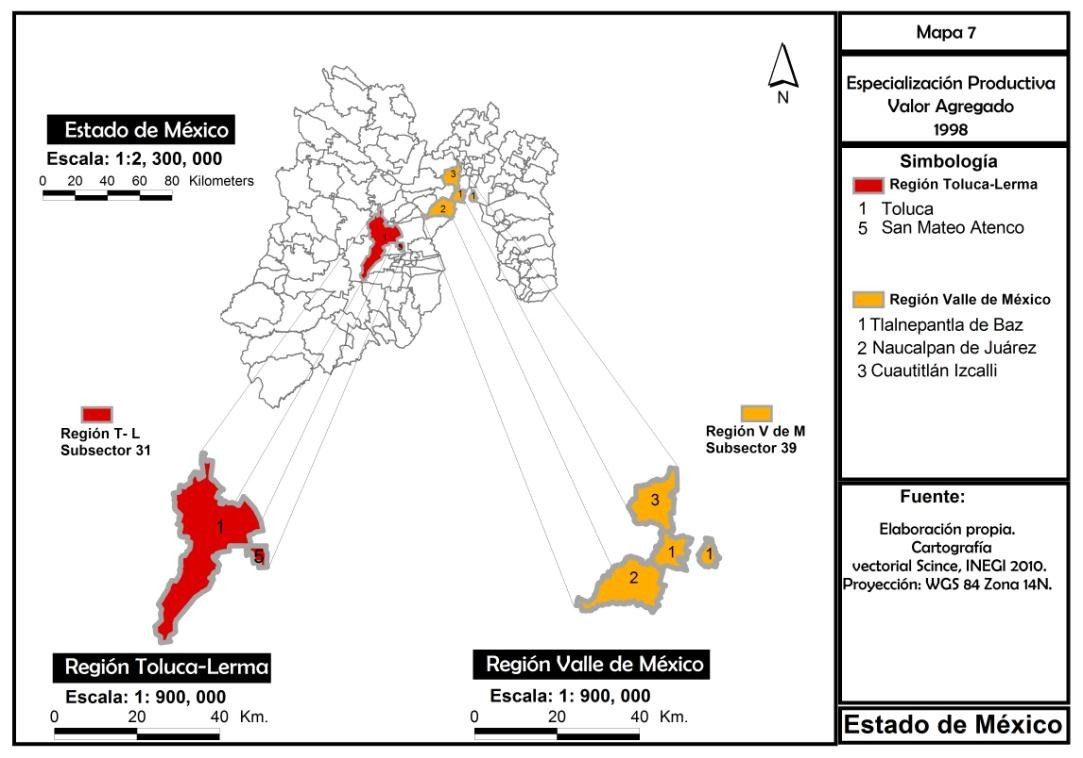 Mapa 7
Especialización Productiva
Valor Agregado
1998
Simbología
Región Toluca-Lerma
1 Toluca
5 San Mateo Atenco
Región Valle de México
1 Tlalnepantla de Baz
2 Naucalpan de Juárez
3 Cuautitlán Izcalli
Fuente:
Elaboración propia.
Cartografía
vectorial Scince, INEGI 2010.
Proyección: WGS 84 Zona 14N.
Estado de México
N
Estado de México
Escala: 1:2, 300, 000
0 20 40 60 80 Kilometers
3
1
1
2
1
5
Región T- L
Subsector 31
Región V de M
Subsector 39
1
5
3
1
1
2
Región Toluca-Lerma
Escala: 1: 900, 000
0 20 40 Km.
Región Valle de México
Escala: 1: 900, 000
0 20 40 Km.